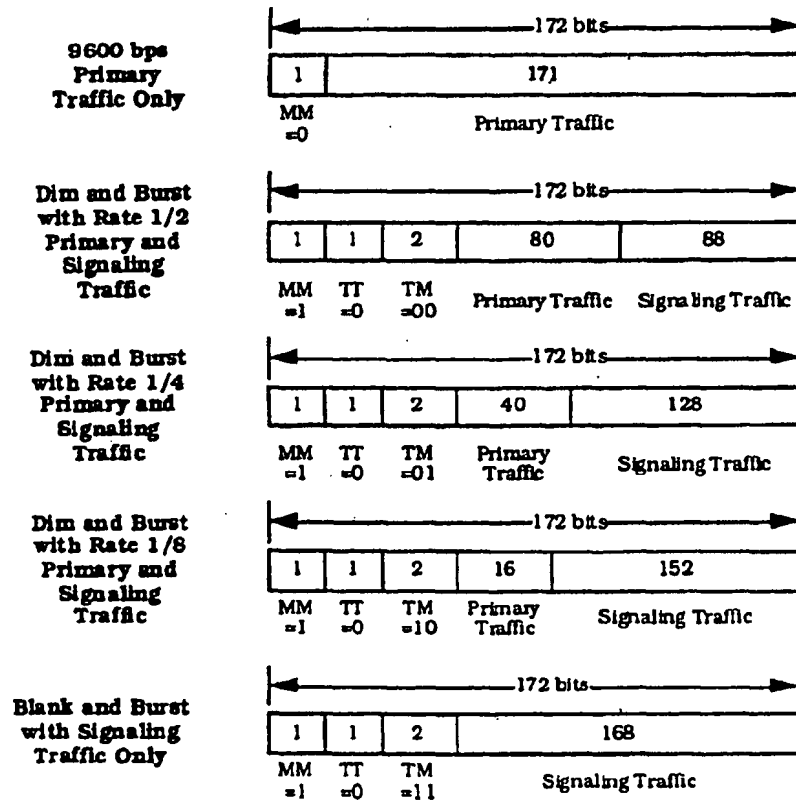 172 bits
9600 bps
Primary
Traffic Only
1 171
MM
=0
Primary Traffic
172 bits
Dim and Burst
with Rate 1/2
Primary and
Signaling
Traffic
1 1 2 80 88
MM TT TM Primary Traffic Signaling Traffic
=1 =0 =00
172 bits
Dim and Burst
with Rate 1/4
Primary and
Signaling
Traffic
1 1 2 40 128
MM TT TM Primary Traffic Signaling Traffic
=1 =0 =01
172 bits
Dim and Burst
with Rate 1/8
Primary and
Signaling
Traffic
1 1 2 16 152
MM TT TM Primary Traffic Signaling Traffic
=1 =0 =10
172 bits
Blank and Burst
with Signaling
Traffic Only
1 1 2 168
MM TT TM Signaling Traffic
=1 =0 =11